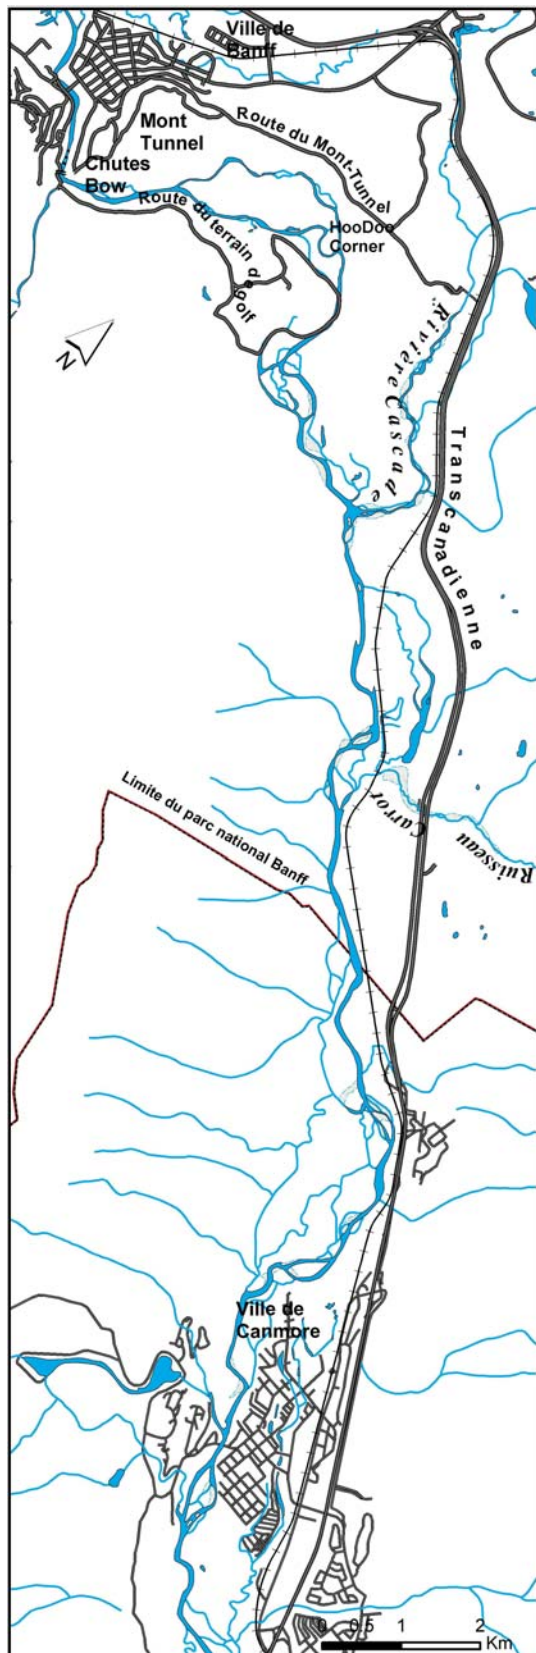 Ville de
Banff
Mont
Tunnel
Route du Mont-Tunnel
Chutes
Bow
Route du terrain de golf
HooDoo
Corner
N
Rivière Cascade
Transcanadienne
Limite du parc national Banff
Ruisseau Carrot
Ville de
Canmore
0 0.5 1 2
Km